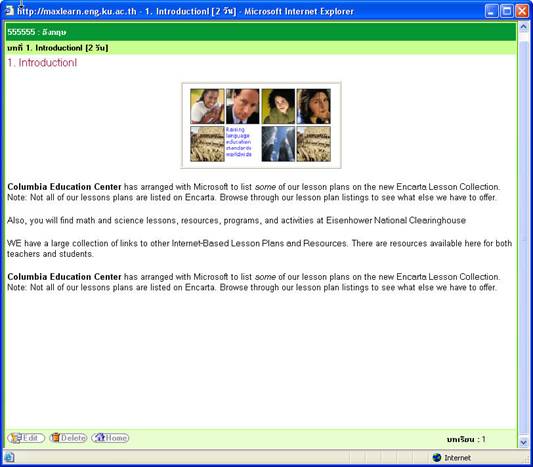 http://maxlearn.eng.ku.ac.th - 1. Introductionl [2 วัน] - Microsoft Internet Explorer
555555 : อังกฤษ
บทที่ 1. Introductionl [2 วัน]
1. Introductionl
Raising
language
education
standards
worldwide
Columbia Education Center has arranged with Microsoft to list some of our lesson plans on the new Encarta Lesson Collection.
Note: Not all of our lessons plans are listed on Encarta. Browse through our lesson plan listings to see what else we have to offer.
Also, you will find math and science lessons, resources, programs, and activities at Eisenhower National Clearinghouse
WE have a large collection of links to other Internet-Based Lesson Plans and Resources. There are resources available here for both
teachers and students.
Columbia Education Center has arranged with Microsoft to list some of our lesson plans on the new Encarta Lesson Collection.
Note: Not all of our lessons plans are listed on Encarta. Browse through our lesson plan listings to see what else we have to offer.
Edit Delete Home
บทเรียน : 1
Internet